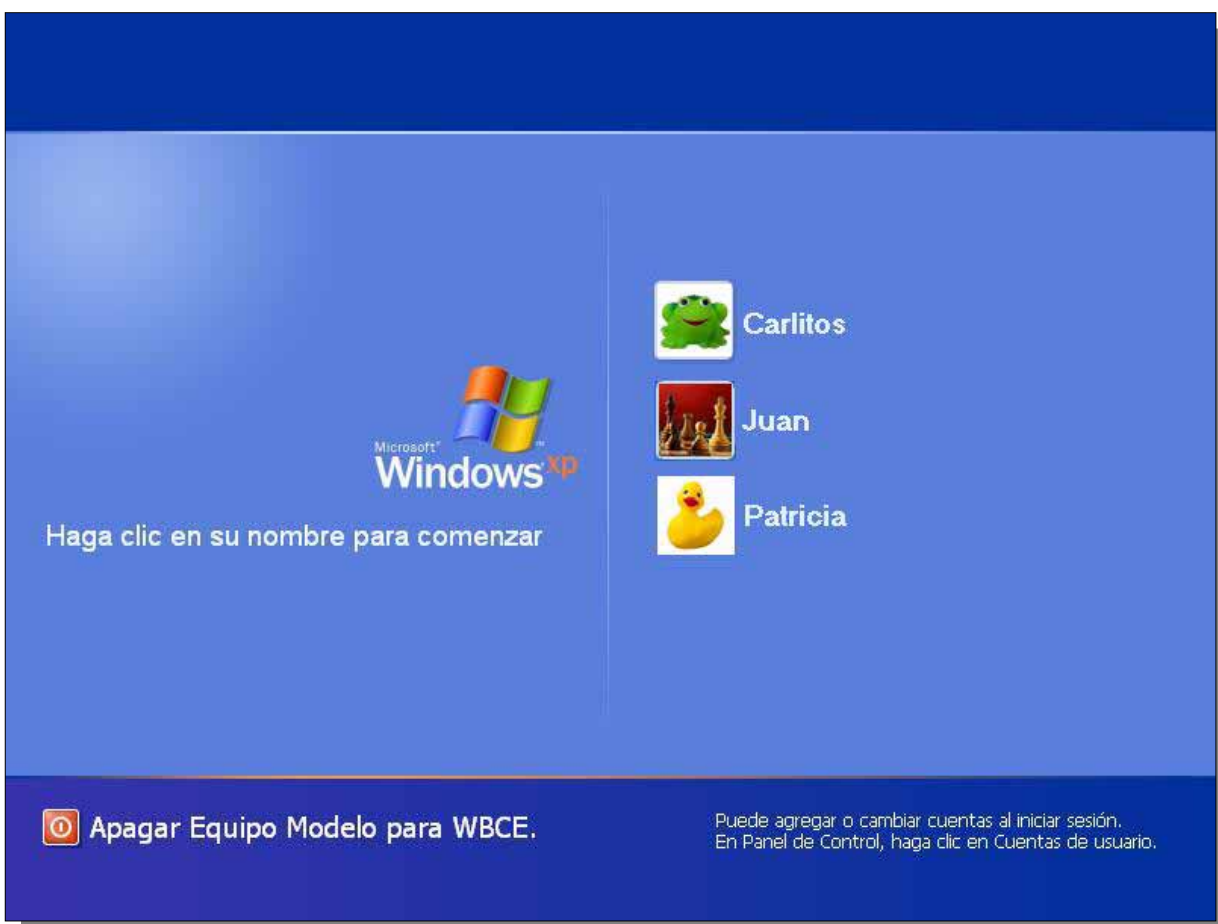 Carlitos
Juan
Patricia
Microsoft®
Windows xp™
Haga clic en su nombre para comenzar
Apagar Equipo Modelo para WBCE.
Puede agregar o cambiar cuentas al iniciar sesión.
En Panel de Control, haga clic en Cuentas de usuario.